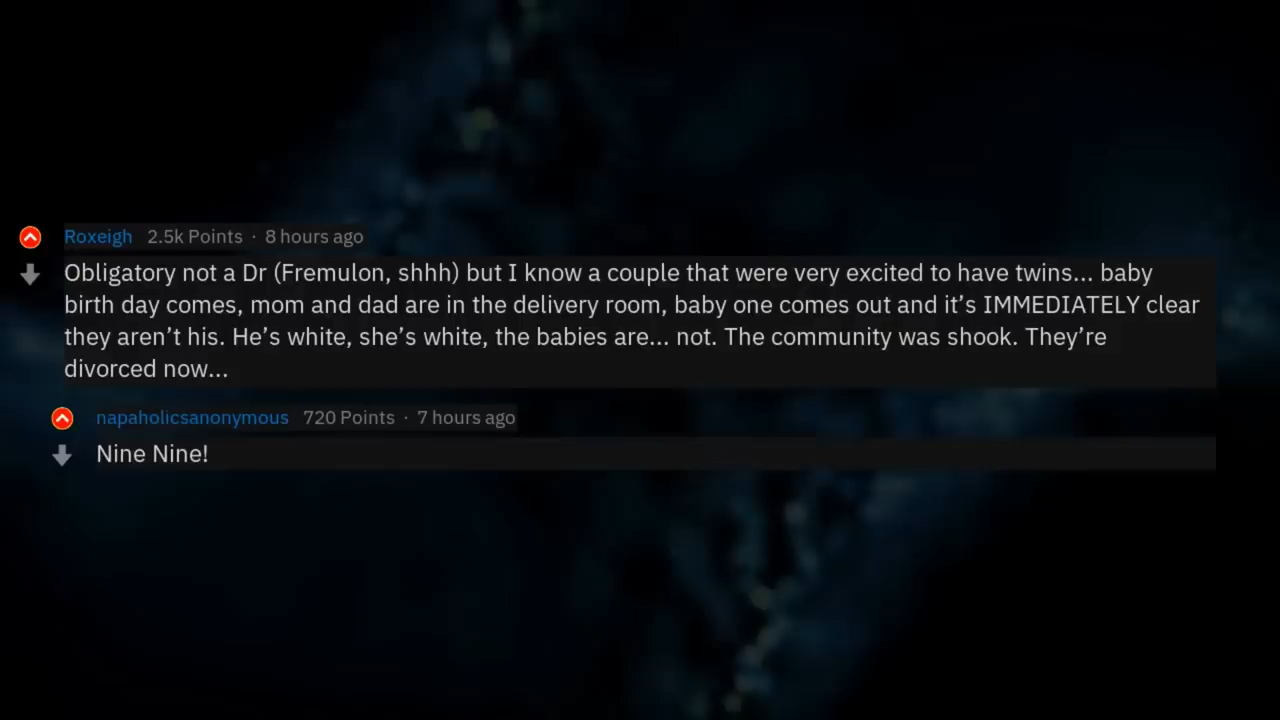 Roxeigh 2.5k Points · 8 hours ago
Obligatory not a Dr (Fremulon, shhh) but I know a couple that were very excited to have twins... baby
birth day comes, mom and dad are in the delivery room, baby one comes out and it’s IMMEDIATELY clear
they aren’t his. He’s white, she’s white, the babies are... not. The community was shook. They’re
divorced now...
napaholicsanonymous 720 Points · 7 hours ago
Nine Nine!